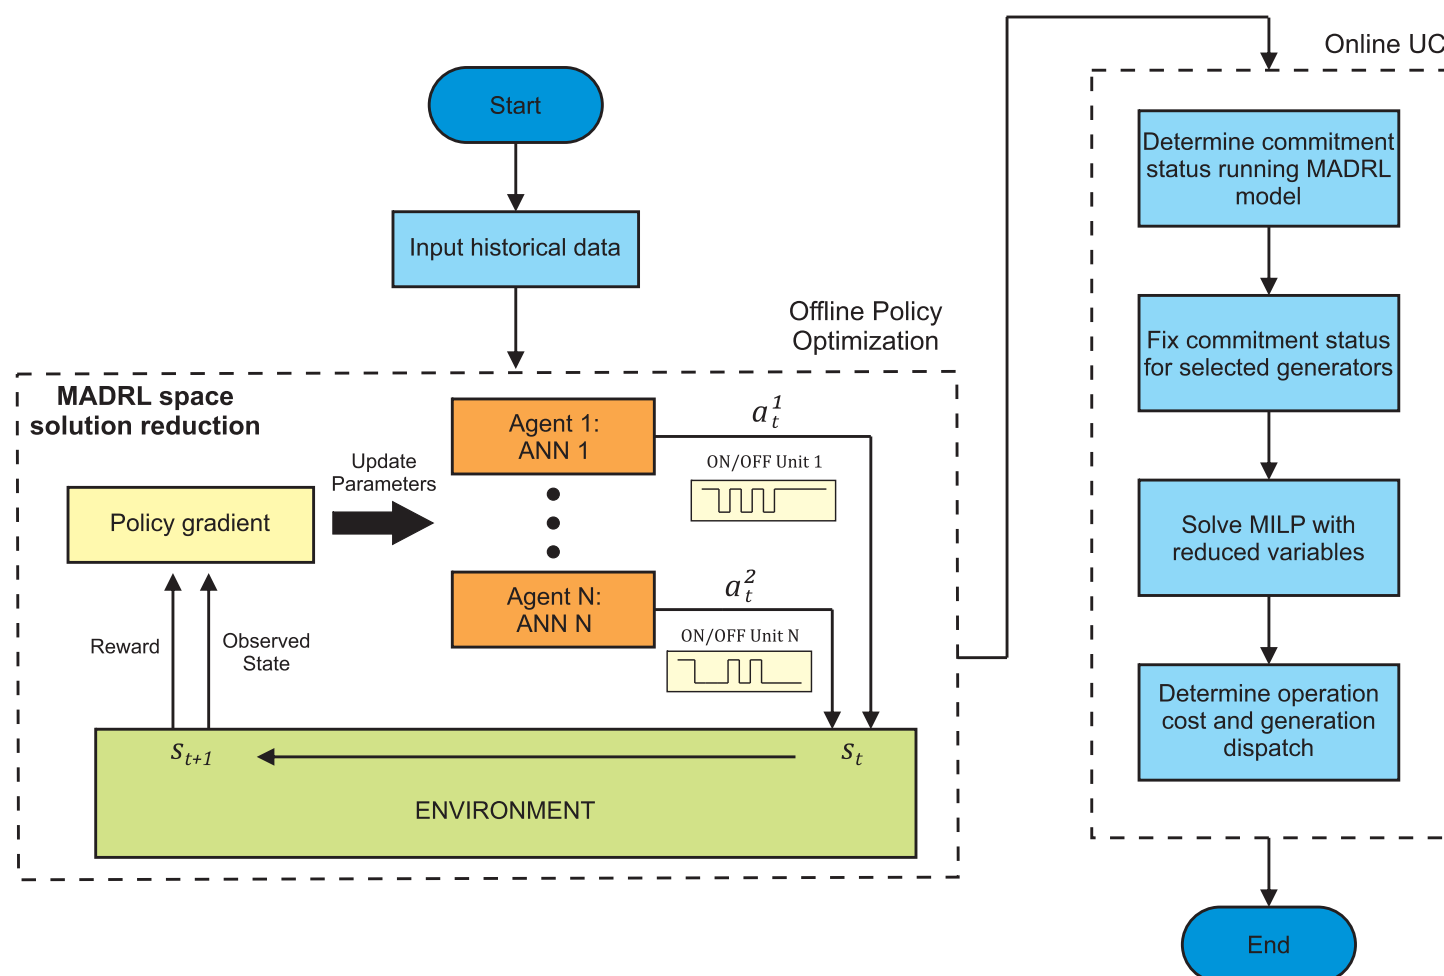 Start
Input historical data
Offline Policy
Optimization
MADRL space
solution reduction
Policy gradient
Update
Parameters
Agent 1:
ANN 1
a_t^1
ON/OFF Unit 1
Agent N:
ANN N
a_t^2
ON/OFF Unit N
Reward
Observed
State
s_{t+1}
s_t
ENVIRONMENT
Online UC
Determine commitment
status running MADRL
model
Fix commitment status
for selected generators
Solve MILP with
reduced variables
Determine operation
cost and generation
dispatch
End